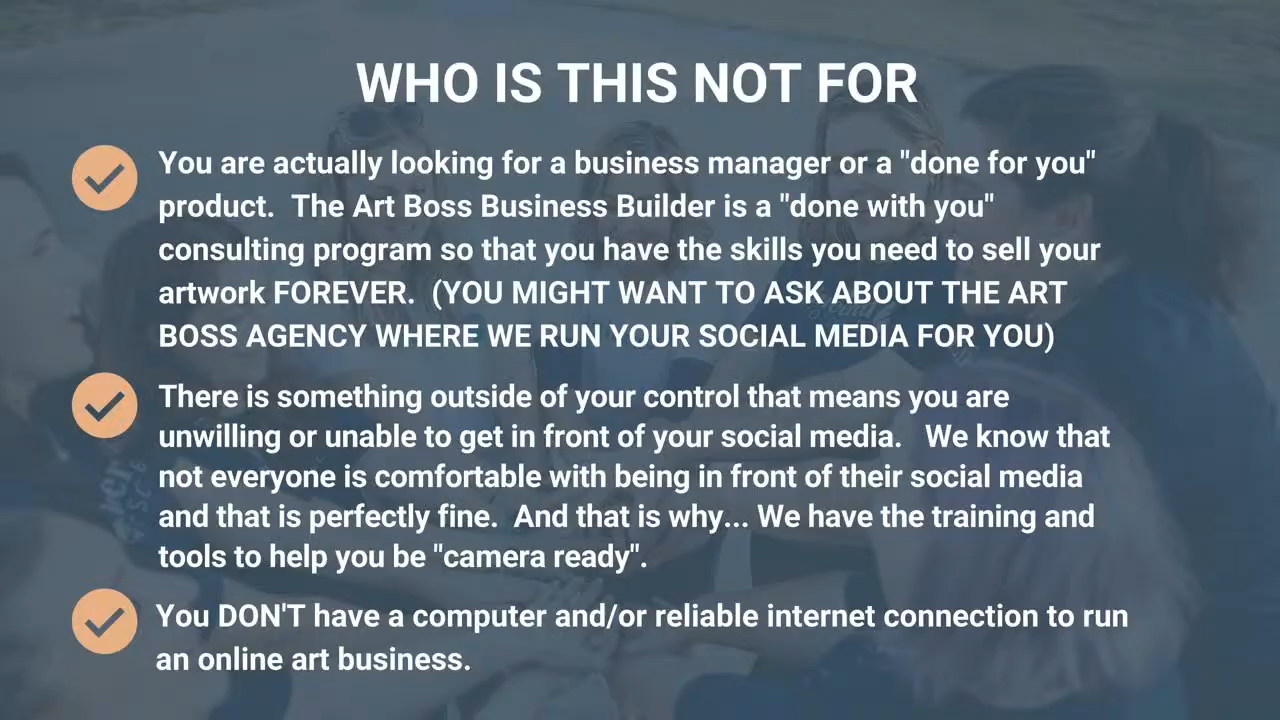 WHO IS THIS NOT FOR
You are actually looking for a business manager or a "done for you"
product.  The Art Boss Business Builder is a "done with you"
consulting program so that you have the skills you need to sell your
artwork FOREVER.  (YOU MIGHT WANT TO ASK ABOUT THE ART
BOSS AGENCY WHERE WE RUN YOUR SOCIAL MEDIA FOR YOU)
There is something outside of your control that means you are
unwilling or unable to get in front of your social media.   We know that
not everyone is comfortable with being in front of their social media
and that is perfectly fine.  And that is why... We have the training and
tools to help you be "camera ready".
You DON'T have a computer and/or reliable internet connection to run
an online art business.